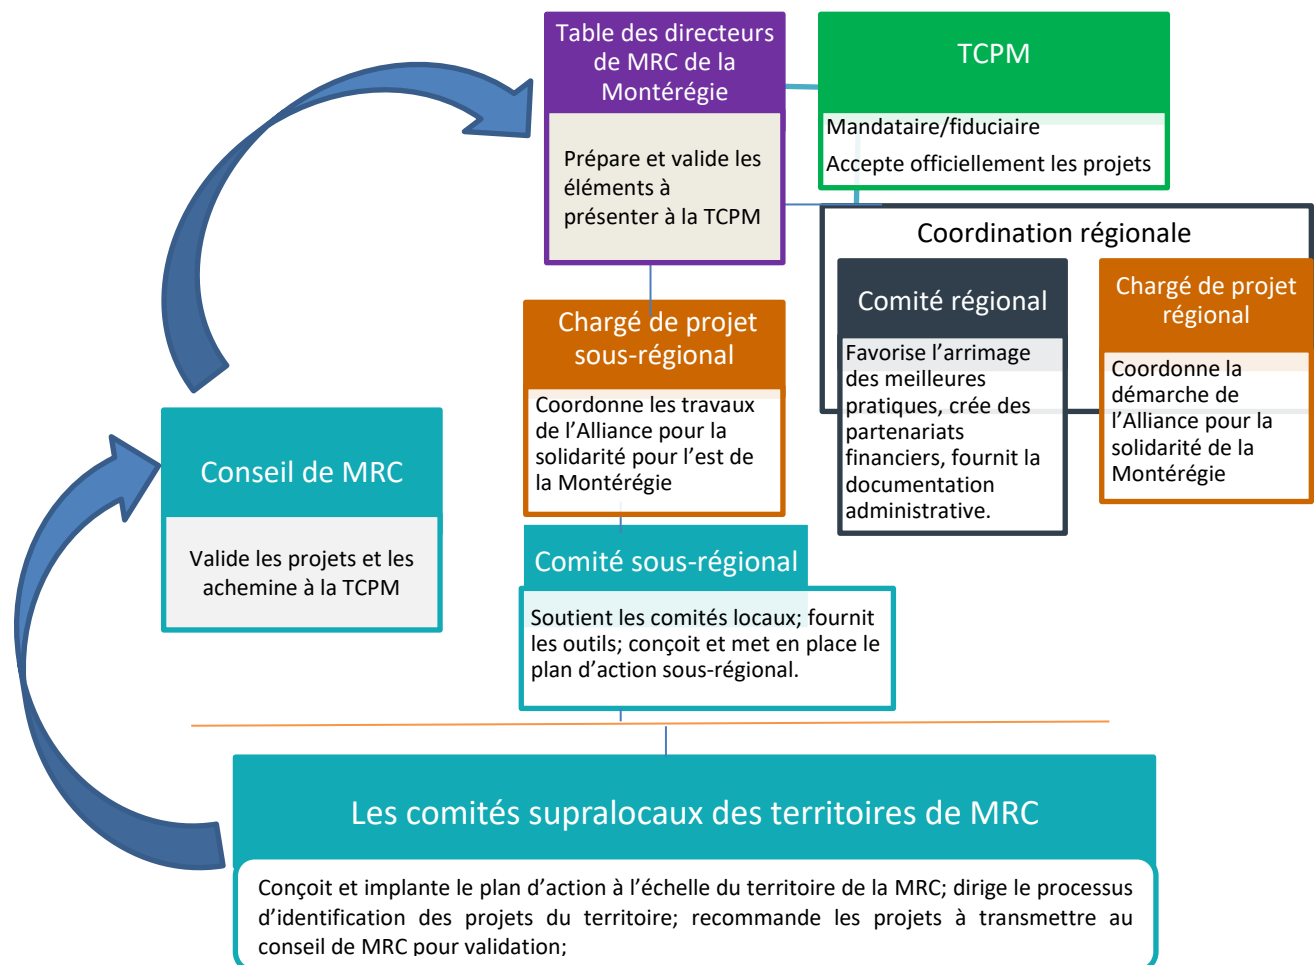 Table des directeurs
de MRC de la
Montérégie
Prépare et valide les
éléments à
présenter à la TCPM
TCPM
Mandataire/fiduciaire
Accepte officiellement les projets
Coordination régionale
Comité régional
Favorise l’arrimage
des meilleures
pratiques, crée des
partenariats
financiers, fournit la
documentation
administrative.
Chargé de projet
régional
Coordonne la
démarche de
l’Alliance pour la
solidarité de la
Montérégie
Chargé de projet
sous-régional
Coordonne les travaux
de l’Alliance pour la
solidarité pour l’est de
la Montérégie
Conseil de MRC
Valide les projets et les
achemine à la TCPM
Comité sous-régional
Soutient les comités locaux; fournit
les outils; conçoit et met en place le
plan d’action sous-régional.
Les comités supralocaux des territoires de MRC
Conçoit et implante le plan d’action à l’échelle du territoire de la MRC; dirige le processus
d’identification des projets du territoire; recommande les projets à transmettre au
conseil de MRC pour validation;